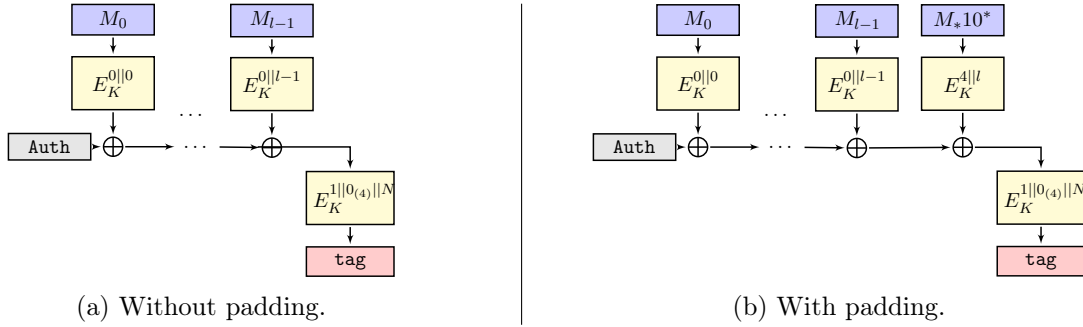 M_0 M_{l−1}
E_K^{0||0} E_K^{0||l−1}
· · ·
Auth · · ·
E_K^{1||0_{(4)}||N}
tag
(a) Without padding.
M_0 M_{l−1} M_*10^*
E_K^{0||0} E_K^{0||l−1} E_K^{4||l}
· · ·
Auth · · ·
E_K^{1||0_{(4)}||N}
tag
(b) With padding.